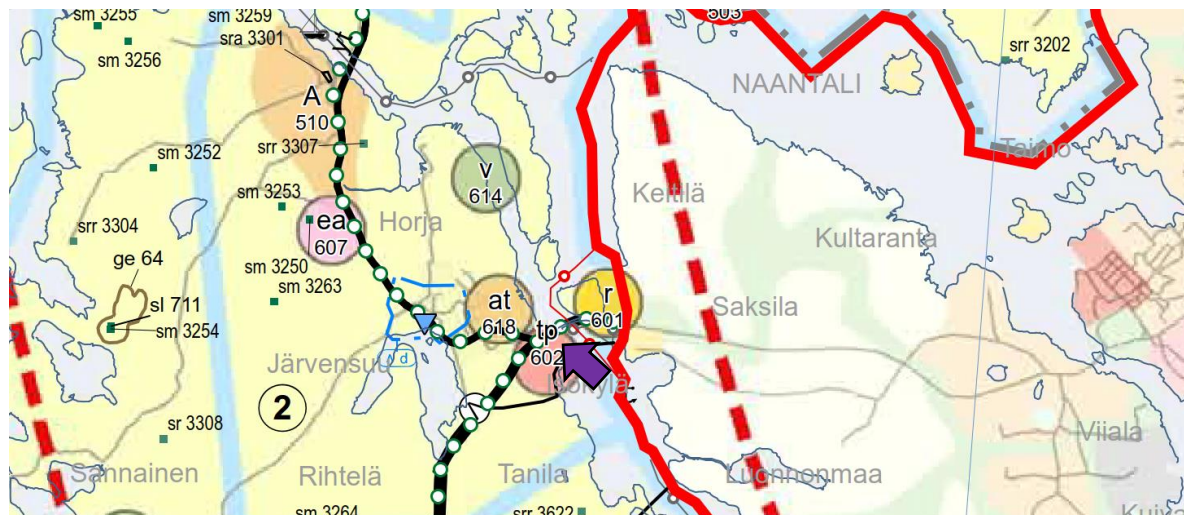 sm 3255
sm 3259
503
sra 3301
srr 3202
sm 3256
NAANTALI
A
510
srr 3307
Taimo
sm 3252
v
614
Keltilä
sm 3253
ea
607
Horja
srr 3304
Kultaranta
ge 64
sm 3250
sm 3263
at
618
r
601
Saksila
sl 711
sm 3254
tp
602
Järvensuu
d
2
Viiala
sr 3308
Sannainen
Rihtelä
Tanila
Luonnonmaa
sm 3264
srr 3622